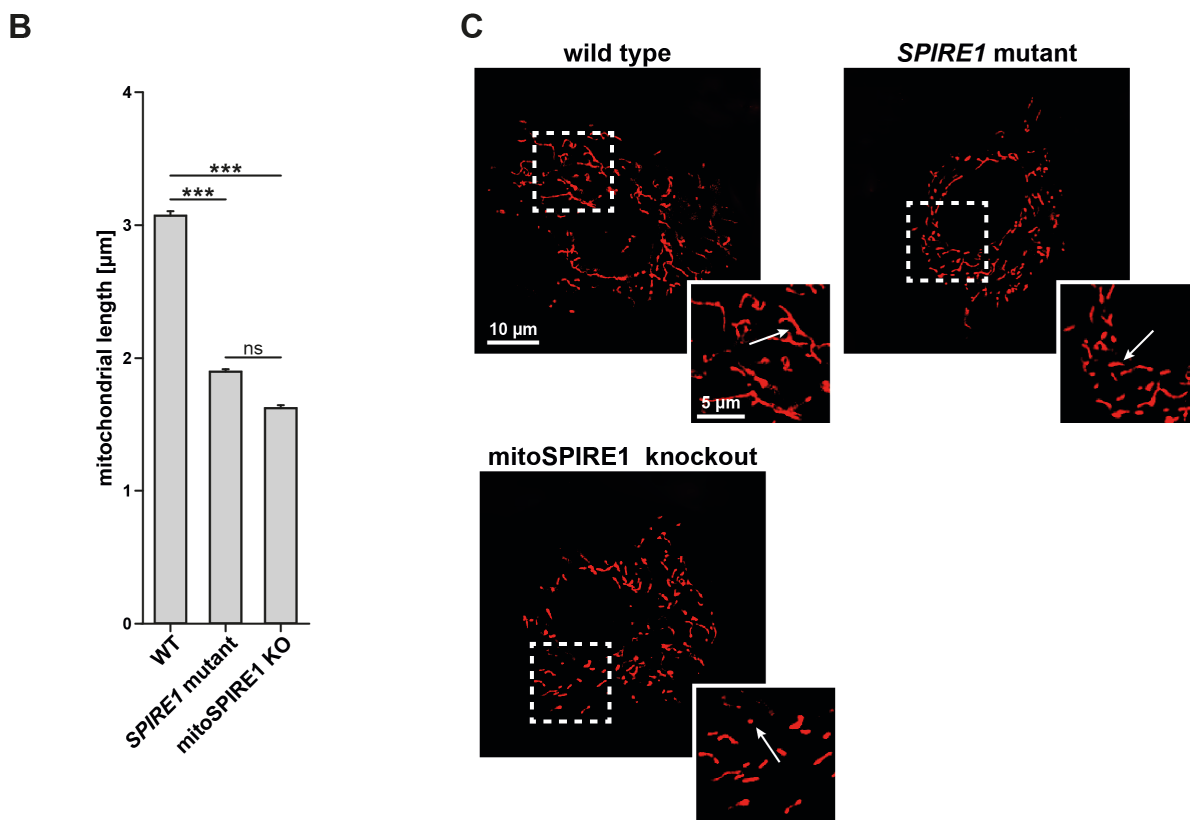 B
4
3
2
1
0
mitochondrial length [µm]
***
***
ns
WT
SPIRE1 mutant
mitoSPIRE1 KO
C
wild type
SPIRE1 mutant
10 µm
5 µm
mitoSPIRE1 knockout